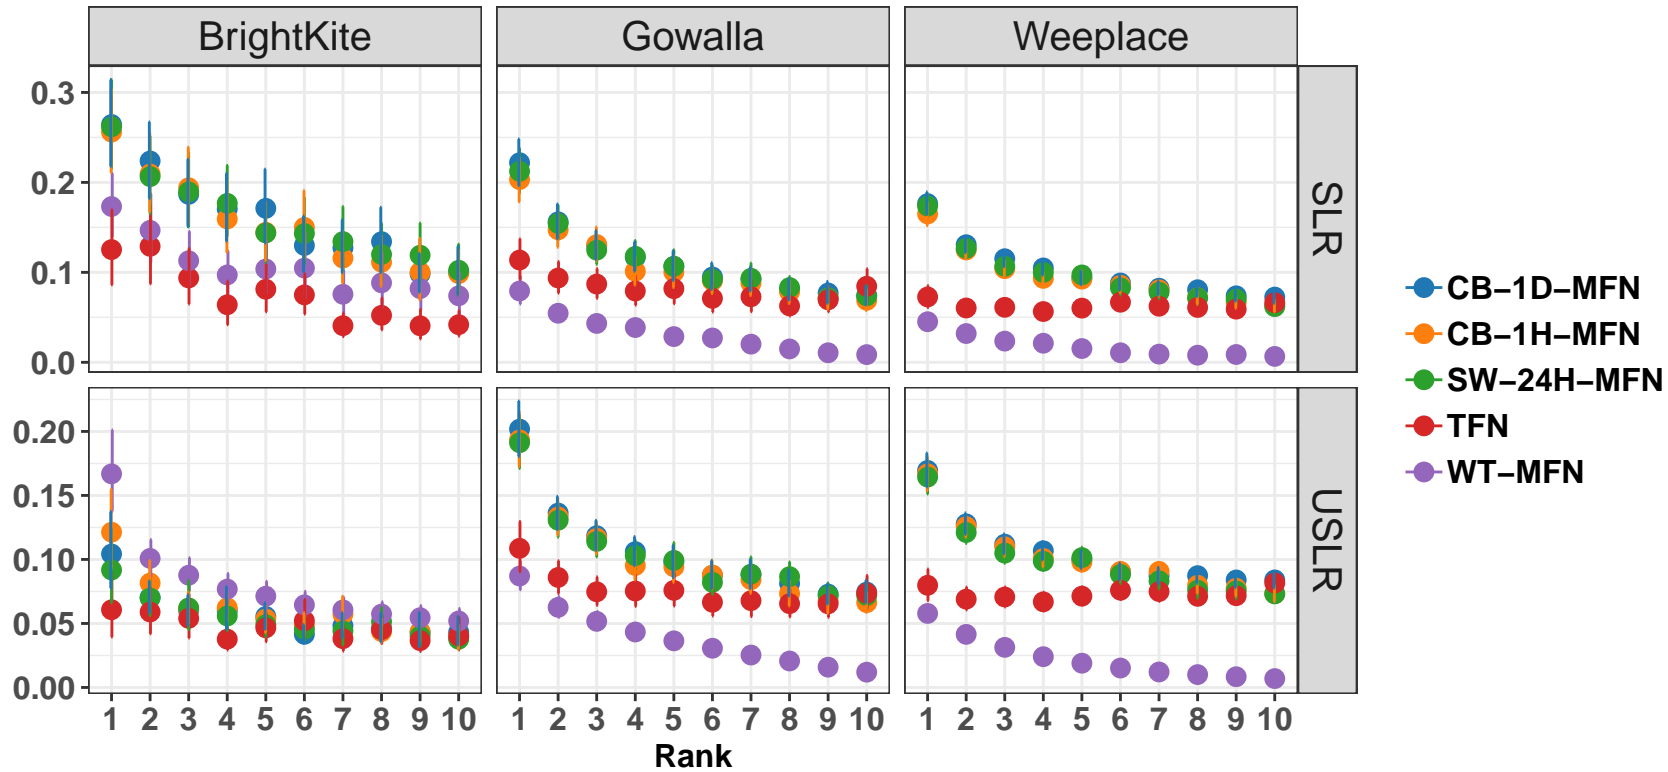 BrightKite Gowalla Weeplace
0.3
0.2
0.1
0.0
SLR
0.20
0.15
0.10
0.05
0.00
USLR
1 2 3 4 5 6 7 8 9 10 1 2 3 4 5 6 7 8 9 10 1 2 3 4 5 6 7 8 9 10
Rank
CB−1D−MFN
CB−1H−MFN
SW−24H−MFN
TFN
WT−MFN